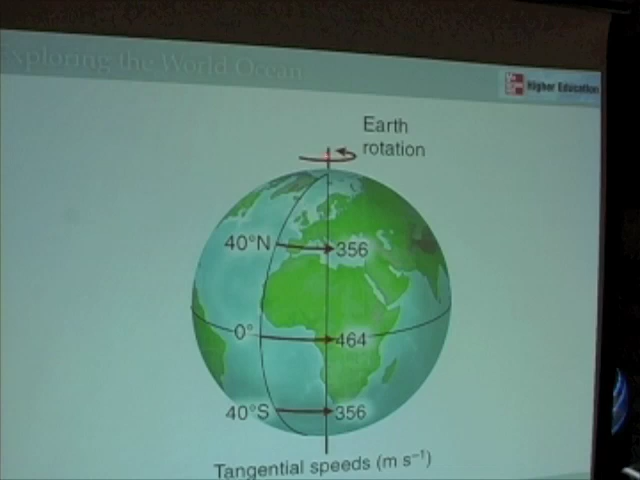 Exploring the World Ocean
Higher Education
Earth
rotation
40°N
356
0°
464
40°S
356
Tangential speeds (m s⁻¹)